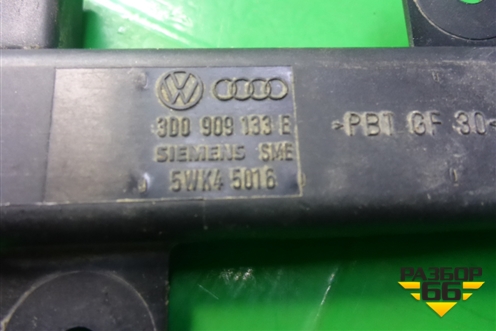 3D0 909 133 E
SIEMENS SME
5WK4 5016
>PBT GF 30<
РАЗБОР
66